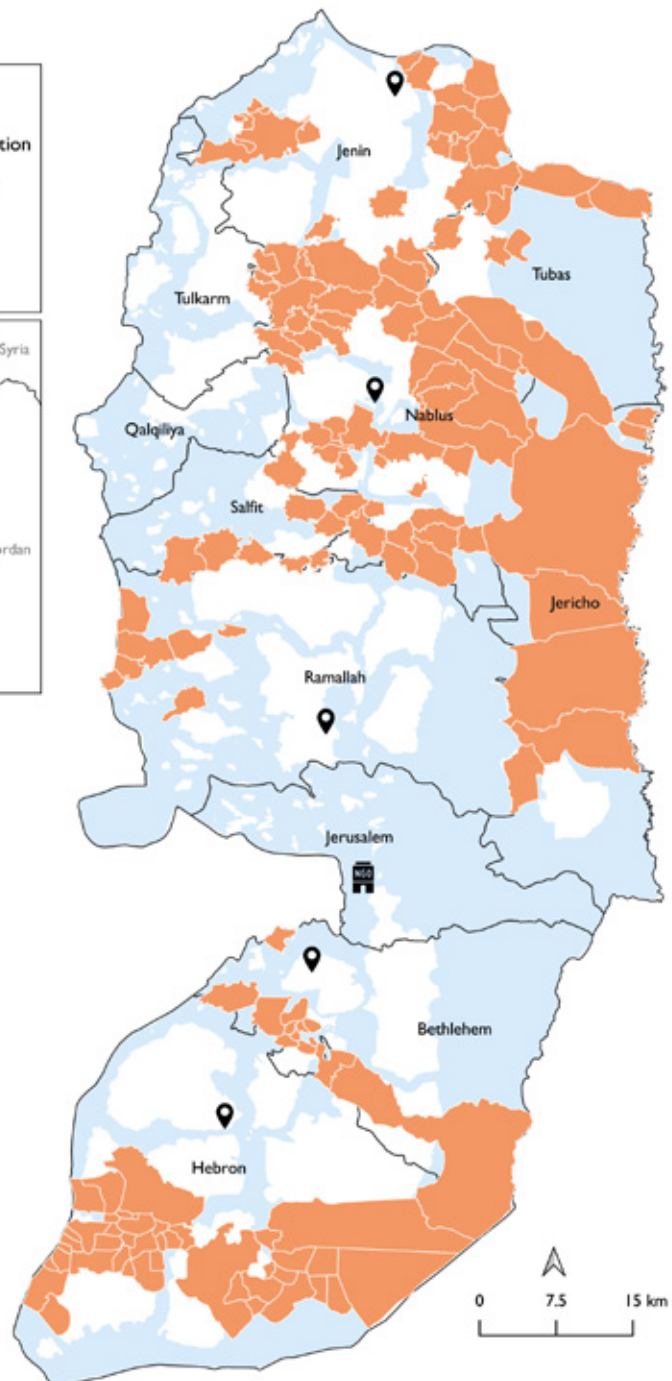 tion
Jenin
Tubas
Tulkarm
Syria
Nablus
Qalqiliya
Salfit
ordan
Jericho
Ramallah
Jerusalem
NGO
Bethlehem
Hebron
0 7.5 15 km